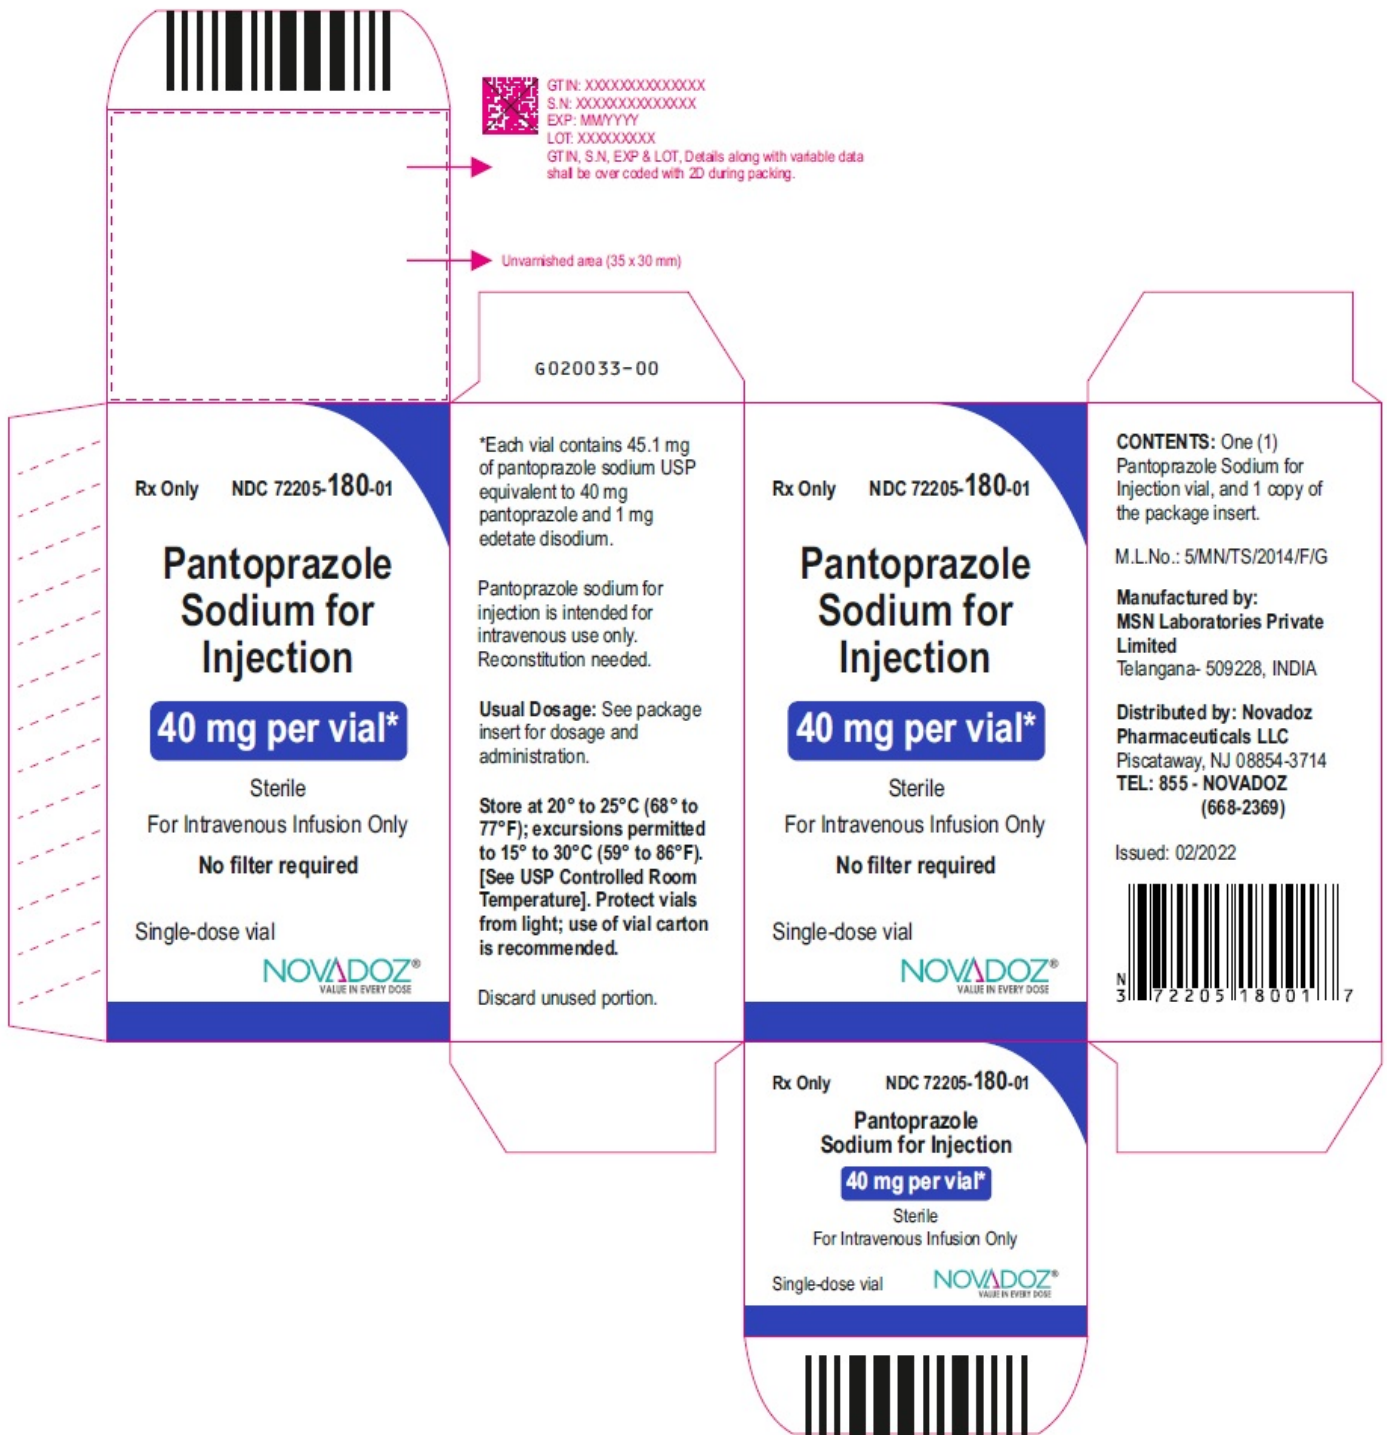 GTIN: XXXXXXXXXXXXXX
S.N: XXXXXXXXXXXXXX
EXP: MM/YYYY
LOT: XXXXXXXXX
GTIN, S.N, EXP & LOT, Details along with variable data
shall be over coded with 2D during packing.
Unvarnished area (35 x 30 mm)
G020033-00
Rx Only NDC 72205-180-01
Pantoprazole
Sodium for
Injection
40 mg per vial*
Sterile
For Intravenous Infusion Only
No filter required
Single-dose vial
NOVADOZ®
VALUE IN EVERY DOSE
*Each vial contains 45.1 mg
of pantoprazole sodium USP
equivalent to 40 mg
pantoprazole and 1 mg
edetate disodium.
Pantoprazole sodium for
injection is intended for
intravenous use only.
Reconstitution needed.
Usual Dosage: See package
insert for dosage and
administration.
Store at 20° to 25°C (68° to
77°F); excursions permitted
to 15° to 30°C (59° to 86°F).
[See USP Controlled Room
Temperature]. Protect vials
from light; use of vial carton
is recommended.
Discard unused portion.
Rx Only NDC 72205-180-01
Pantoprazole
Sodium for
Injection
40 mg per vial*
Sterile
For Intravenous Infusion Only
No filter required
Single-dose vial
NOVADOZ®
VALUE IN EVERY DOSE
CONTENTS: One (1)
Pantoprazole Sodium for
Injection vial, and 1 copy of
the package insert.
M.L.No.: 5/MN/TS/2014/F/G
Manufactured by:
MSN Laboratories Private
Limited
Telangana- 509228, INDIA
Distributed by: Novadoz
Pharmaceuticals LLC
Piscataway, NJ 08854-3714
TEL: 855 - NOVADOZ
(668-2369)
Issued: 02/2022
N
3 72205 18001 7
Rx Only NDC 72205-180-01
Pantoprazole
Sodium for Injection
40 mg per vial*
Sterile
For Intravenous Infusion Only
Single-dose vial
NOVADOZ®
VALUE IN EVERY DOSE